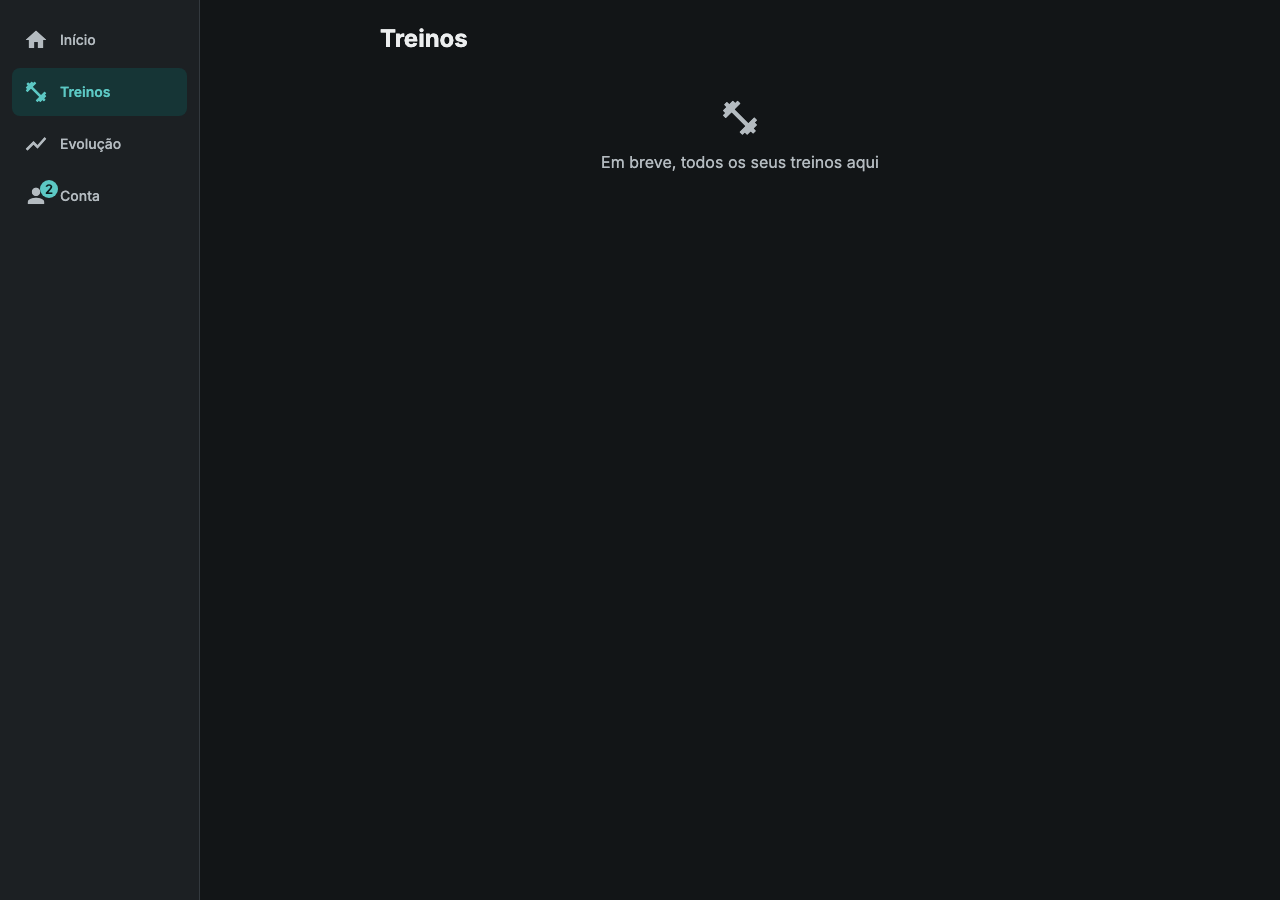 Início
Treinos
Evolução
2
Conta
Treinos
Em breve, todos os seus treinos aqui